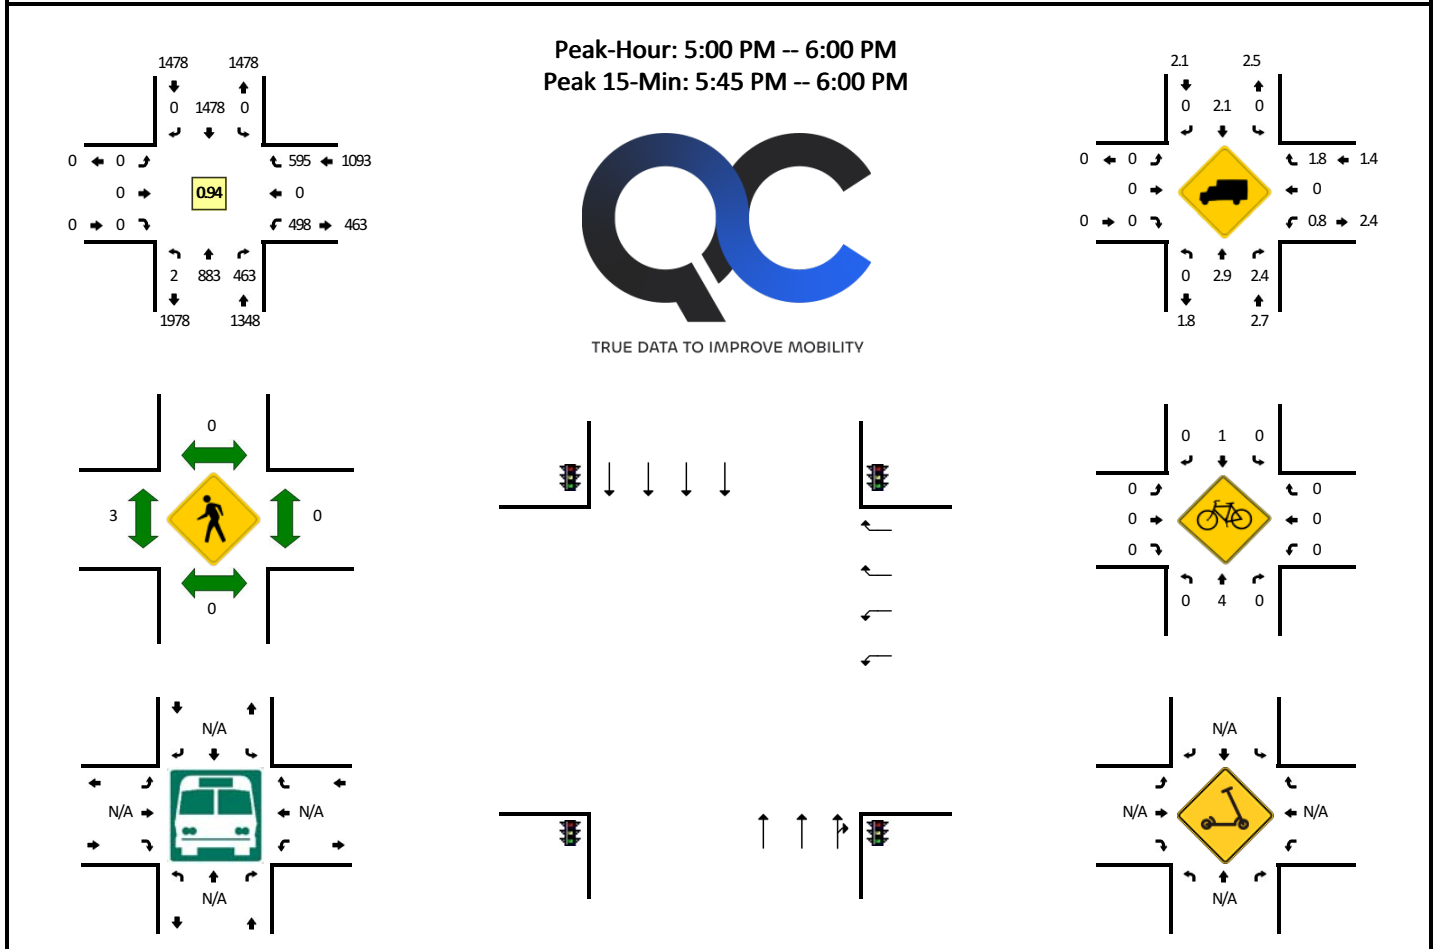 Peak-Hour: 5:00 PM -- 6:00 PM
Peak 15-Min: 5:45 PM -- 6:00 PM
1478 1478
0 1478 0
0 0 595 1093
0 0.94 0
0 0 498 463
2 883 463
1978 1348
QC
TRUE DATA TO IMPROVE MOBILITY
2.1 2.5
0 2.1 0
0 0 1.8 1.4
0 0
0 0 0.8 2.4
0 2.9 2.4
1.8 2.7
0
3 0
0
0 1 0
0 0
0 0
0 0
0 4 0
N/A
N/A N/A
N/A
N/A
N/A N/A
N/A